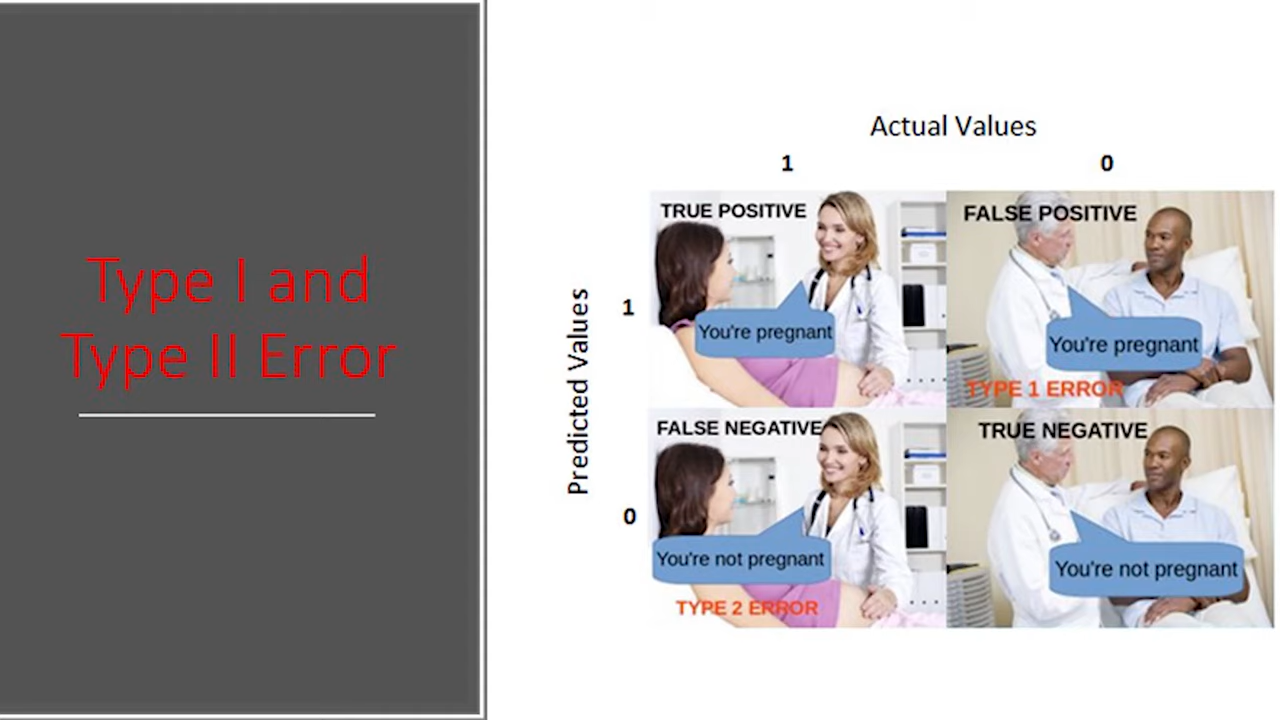 Type I and
Type II Error
Actual Values
1
0
Predicted Values
1
TRUE POSITIVE
You're pregnant
FALSE POSITIVE
You're pregnant
TYPE 1 ERROR
0
FALSE NEGATIVE
You're not pregnant
TYPE 2 ERROR
TRUE NEGATIVE
You're not pregnant